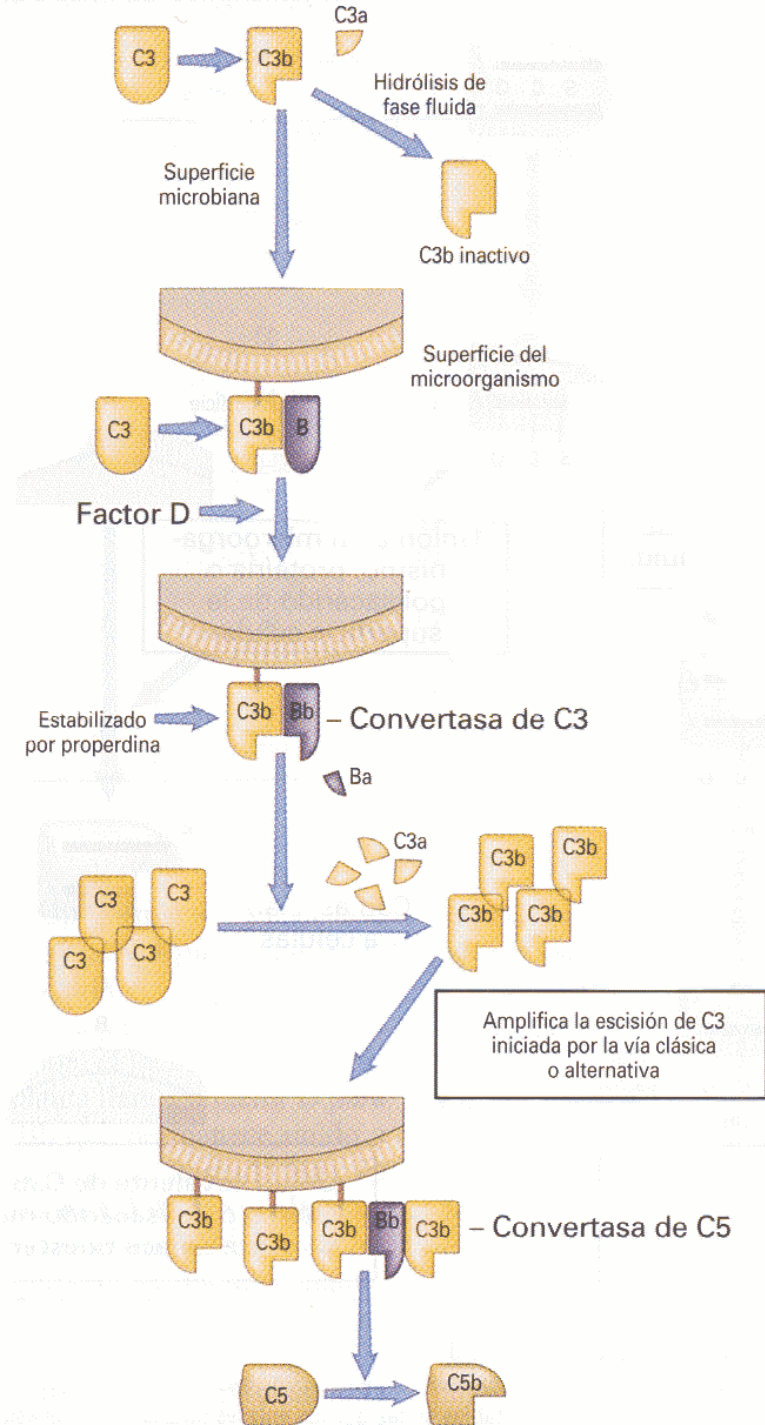 C3a
C3
C3b
Hidrólisis de
fase fluida
Superficie
microbiana
C3b inactivo
Superficie del
microorganismo
C3
C3b
B
Factor D
Estabilizado
por properdina
C3b
Bb
– Convertasa de C3
Ba
C3a
C3
C3
C3
C3
C3b
C3b
C3b
C3b
Amplifica la escisión de C3
iniciada por la vía clásica
o alternativa
C3b
C3b
C3b
Bb
C3b
– Convertasa de C5
C5
C5b